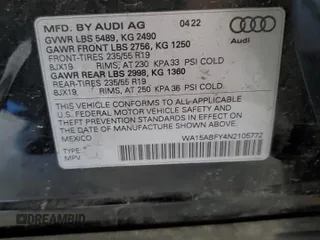 MFD. BY AUDI AG 04 22
GVWR LBS 5489, KG 2490
GAWR FRONT LBS 2756, KG 1250
FRONT-TIRES 235/55 R19
8JX19 RIMS, AT 230 KPA 33 PSI COLD
GAWR REAR LBS 2998, KG 1360
REAR-TIRES 235/55 R19
8JX19 RIMS, AT 250 KPA 36 PSI COLD
THIS VEHICLE CONFORMS TO ALL APPLICABLE
U.S. FEDERAL MOTOR VEHICLE SAFETY
BUMPER, AND THEFT PREVENTION
STANDARDS IN EFFECT ON THE
DATE OF MANUFACTURE SHOWN ABOVE
MEXICO
WA15ABFY4N2105772
TYPE:
MPV
Audi
DREAMBID